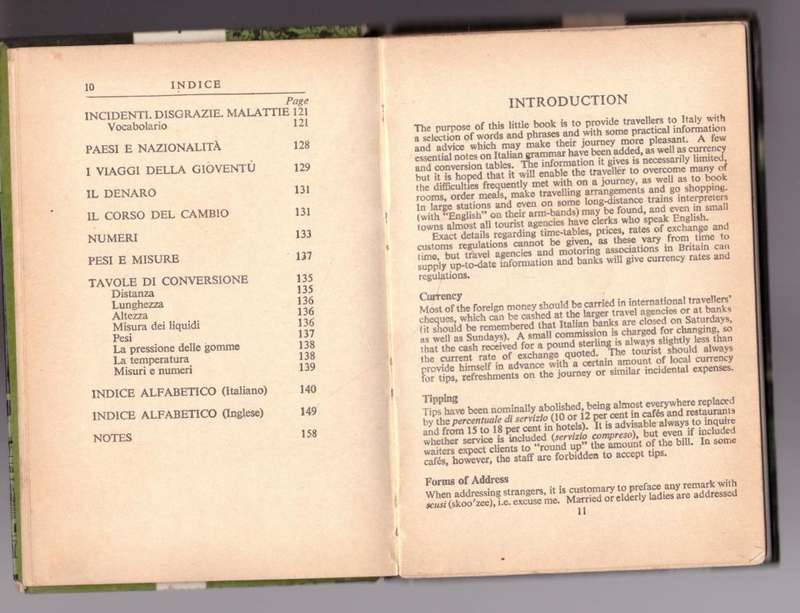 10 INDICE
Page
INCIDENTI. DISGRAZIE. MALATTIE 121
Vocabolario 121
PAESI E NAZIONALITÀ 128
I VIAGGI DELLA GIOVENTÙ 129
IL DENARO 131
IL CORSO DEL CAMBIO 131
NUMERI 133
PESI E MISURE 137
TAVOLE DI CONVERSIONE 135
Distanza 135
Lunghezza 136
Altezza 136
Misura dei liquidi 136
Pesi 137
La pressione delle gomme 138
La temperatura 138
Misuri e numeri 139
INDICE ALFABETICO (Italiano) 140
INDICE ALFABETICO (Inglese) 149
NOTES 158
INTRODUCTION
The purpose of this little book is to provide travellers to Italy with
a selection of words and phrases and with some practical information
and advice which may make their journey more pleasant. A few
essential notes on Italian grammar have been added, as well as currency
and conversion tables. The information it gives is necessarily limited,
but it is hoped that it will enable the traveller to overcome many of
the difficulties frequently met with on a journey, as well as to book
rooms, order meals, make travelling arrangements and go shopping.
In large stations and even on some long-distance trains interpreters
(with "English" on their arm-bands) may be found, and even in small
towns almost all tourist agencies have clerks who speak English.
Exact details regarding time-tables, prices, rates of exchange and
customs regulations cannot be given, as these vary from time to
time, but travel agencies and motoring associations in Britain can
supply up-to-date information and banks will give currency rates and
regulations.
Currency
Most of the foreign money should be carried in international travellers'
cheques, which can be cashed at the larger travel agencies or at banks
(it should be remembered that Italian banks are closed on Saturdays,
as well as Sundays). A small commission is charged for changing, so
that the cash received for a pound sterling is always slightly less than
the current rate of exchange quoted. The tourist should always
provide himself in advance with a certain amount of local currency
for tips, refreshments on the journey or similar incidental expenses.
Tipping
Tips have been nominally abolished, being almost everywhere replaced
by the percentuale di servizio (10 or 12 per cent in cafés and restaurants
and from 15 to 18 per cent in hotels). It is advisable always to inquire
whether service is included (servizio compreso), but even if included
waiters expect clients to "round up" the amount of the bill. In some
cafés, however, the staff are forbidden to accept tips.
Forms of Address
When addressing strangers, it is customary to preface any remark with
scusi (skoo'zee), i.e. excuse me. Married or elderly ladies are addressed
11